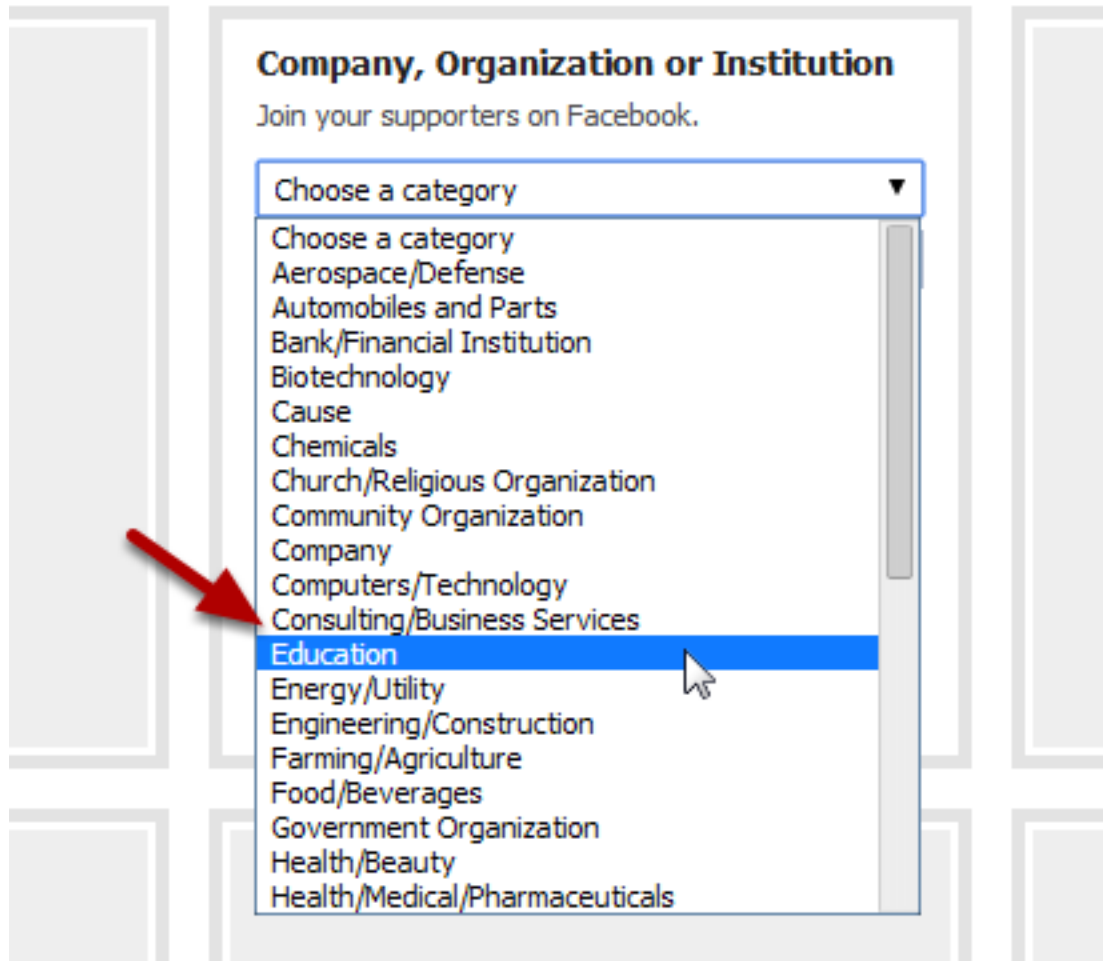 Company, Organization or Institution
Join your supporters on Facebook.
Choose a category
Choose a category
Aerospace/Defense
Automobiles and Parts
Bank/Financial Institution
Biotechnology
Cause
Chemicals
Church/Religious Organization
Community Organization
Company
Computers/Technology
Consulting/Business Services
Education
Energy/Utility
Engineering/Construction
Farming/Agriculture
Food/Beverages
Government Organization
Health/Beauty
Health/Medical/Pharmaceuticals